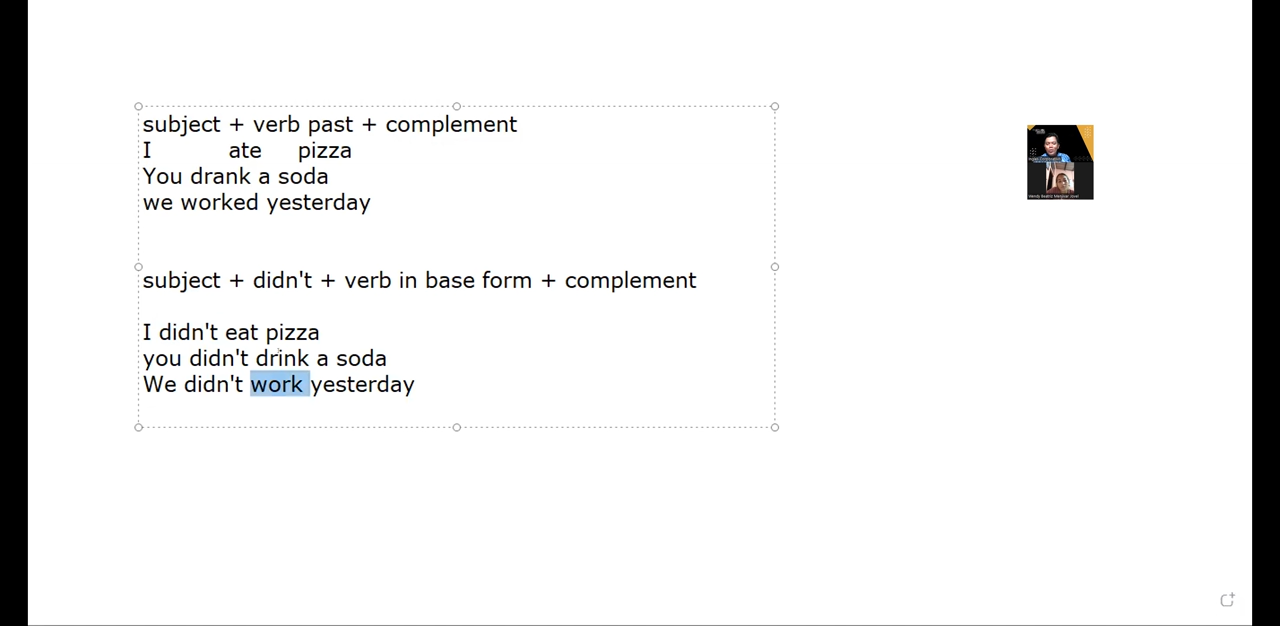 subject + verb past + complement
I ate pizza
You drank a soda
we worked yesterday
subject + didn't + verb in base form + complement
I didn't eat pizza
you didn't drink a soda
We didn't work yesterday